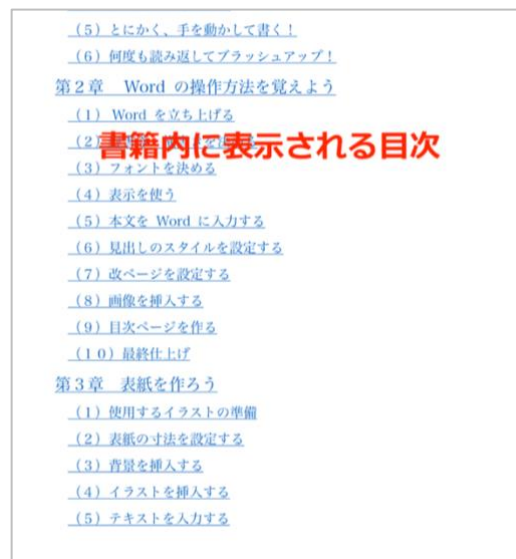 （５）とにかく、手を動かして書く！
（６）何度も読み返してブラッシュアップ！
第２章　Word の操作方法を覚えよう
（１）Word を立ち上げる
（２）
書籍内に表示される目次
（３）フォントを決める
（４）表示を使う
（５）本文を Word に入力する
（６）見出しのスタイルを設定する
（７）改ページを設定する
（８）画像を挿入する
（９）目次ページを作る
（１０）最終仕上げ
第３章　表紙を作ろう
（１）使用するイラストの準備
（２）表紙の寸法を設定する
（３）背景を挿入する
（４）イラストを挿入する
（５）テキストを入力する